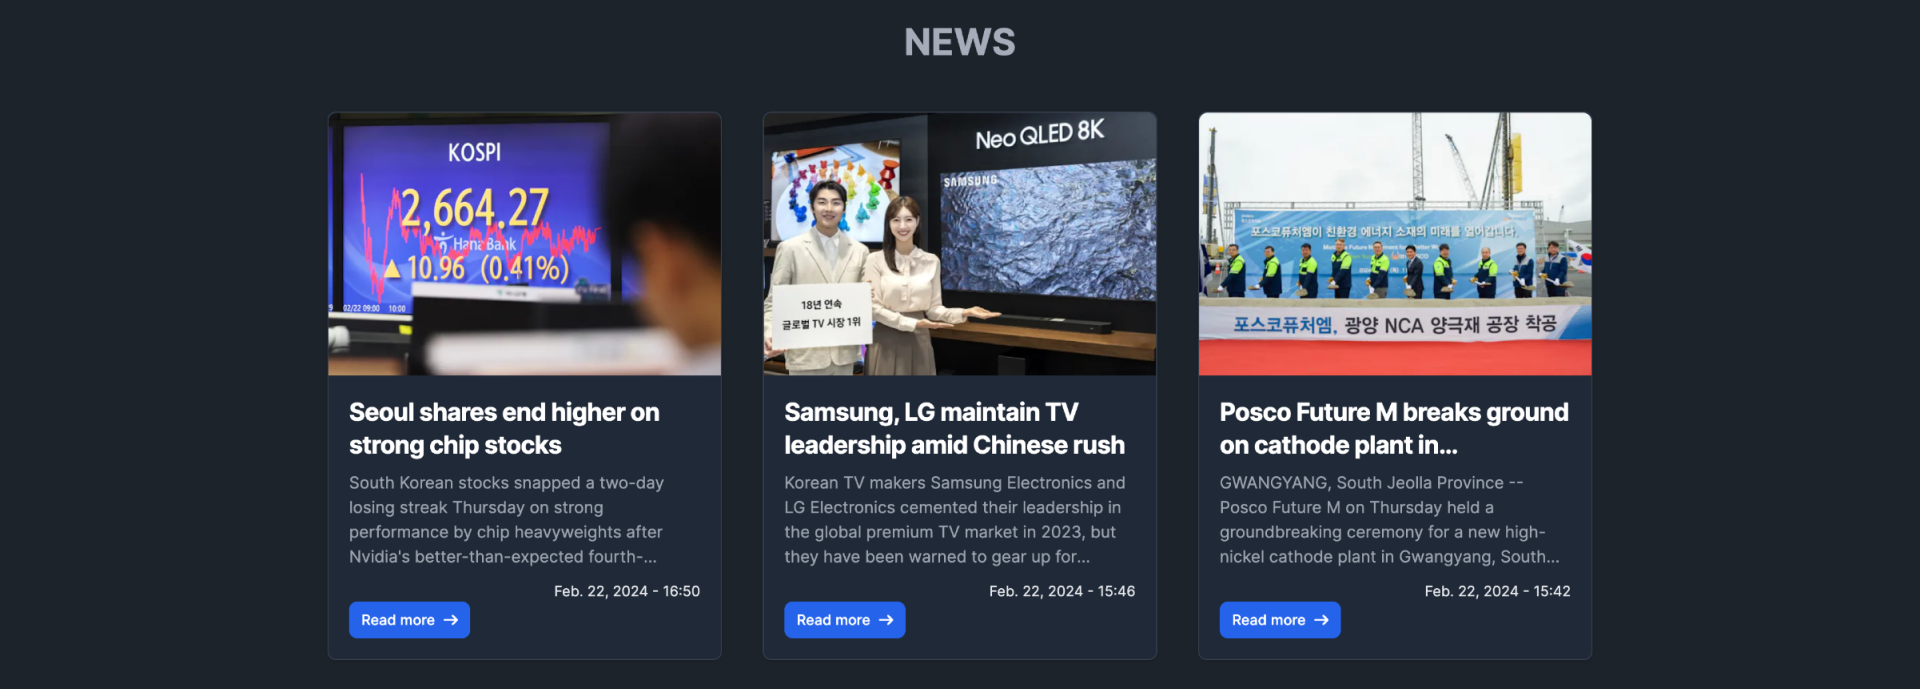 NEWS
KOSPI
2,664.27
Hana Bank
▲10.96 (0.41%)
02/22 09:00 10:00
Seoul shares end higher on
strong chip stocks
South Korean stocks snapped a two-day
losing streak Thursday on strong
performance by chip heavyweights after
Nvidia's better-than-expected fourth-...
Feb. 22, 2024 - 16:50
Read more →
Neo QLED 8K
SAMSUNG
18년 연속
글로벌 TV 시장 1위
Samsung, LG maintain TV
leadership amid Chinese rush
Korean TV makers Samsung Electronics and
LG Electronics cemented their leadership in
the global premium TV market in 2023, but
they have been warned to gear up for...
Feb. 22, 2024 - 15:46
Read more →
포스코퓨처엠이 친환경 에너지 소재의 미래를 열어갑니다.
포스코퓨처엠, 광양 NCA 양극재 공장 착공
Posco Future M breaks ground
on cathode plant in...
GWANGYANG, South Jeolla Province --
Posco Future M on Thursday held a
groundbreaking ceremony for a new high-
nickel cathode plant in Gwangyang, South...
Feb. 22, 2024 - 15:42
Read more →